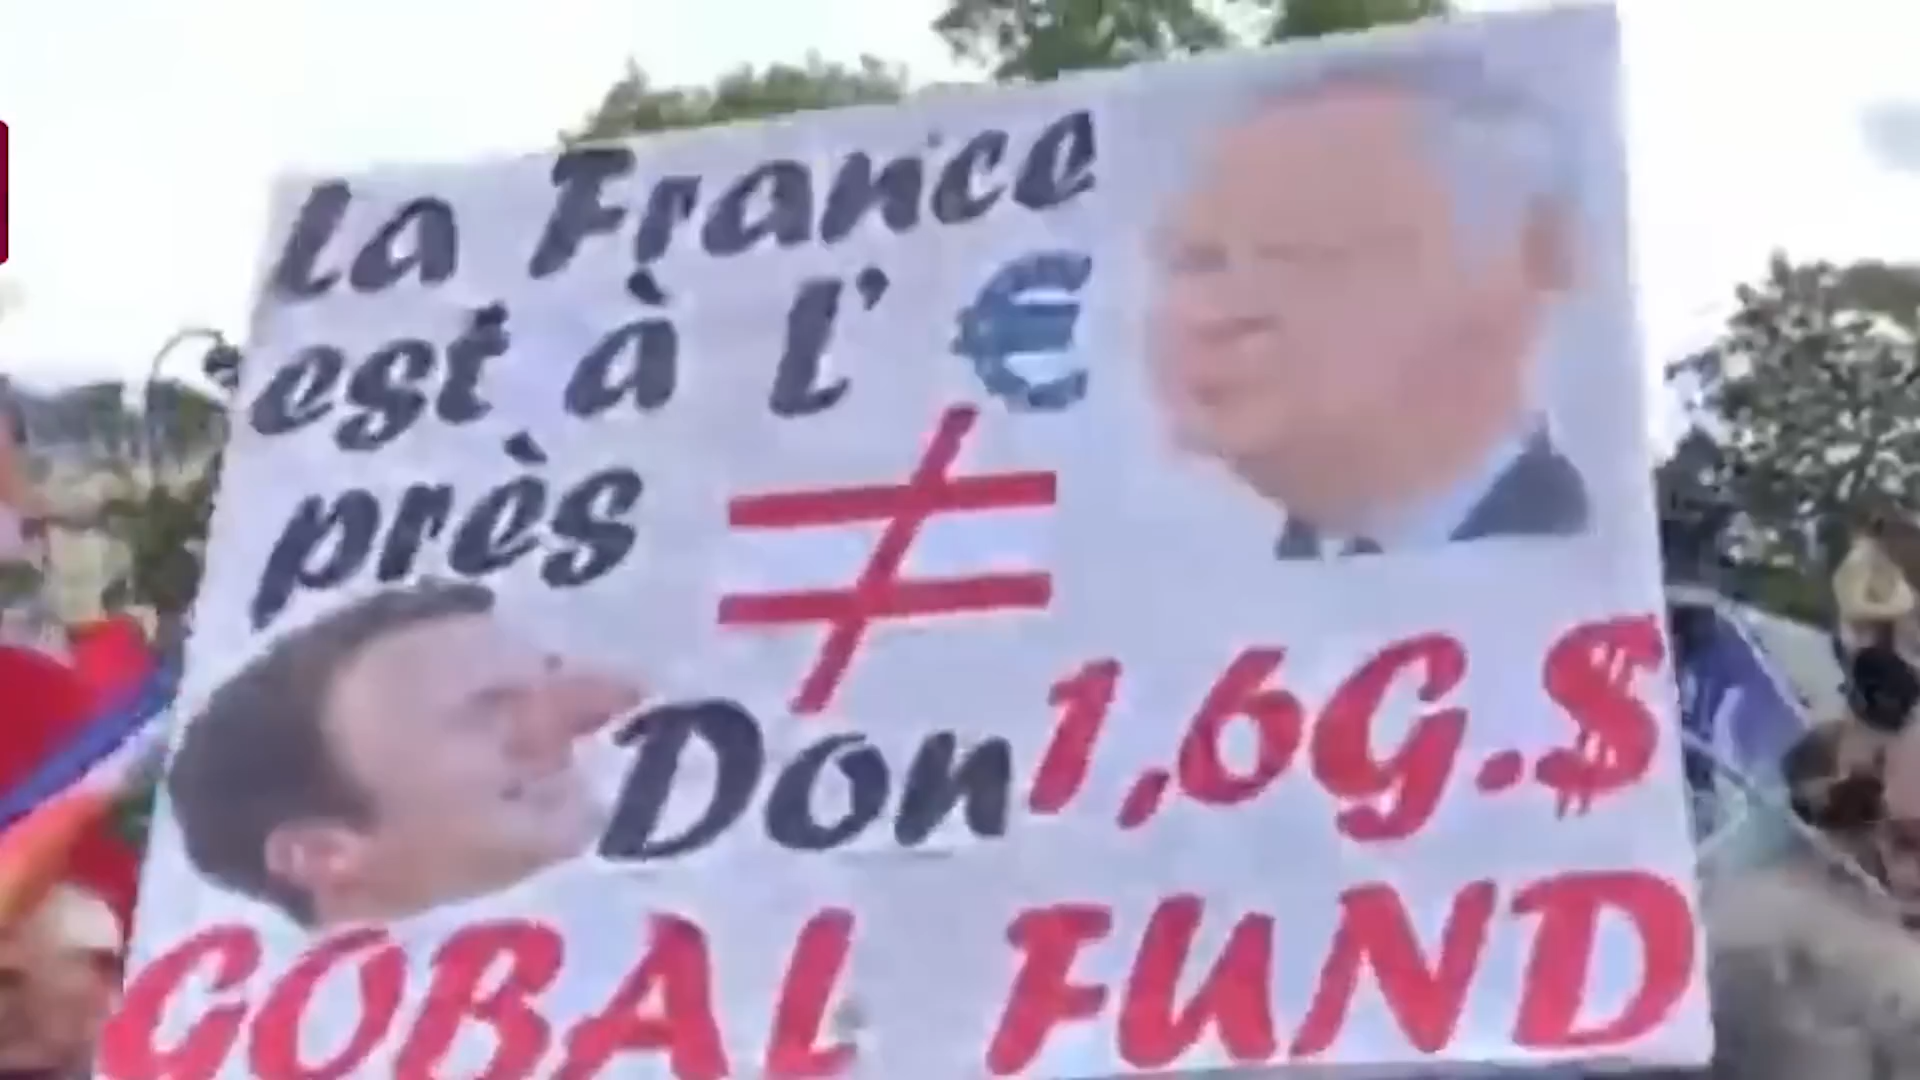 la France
est à l' €
près
≠
Don 1,6G.$
GOBAL FUND